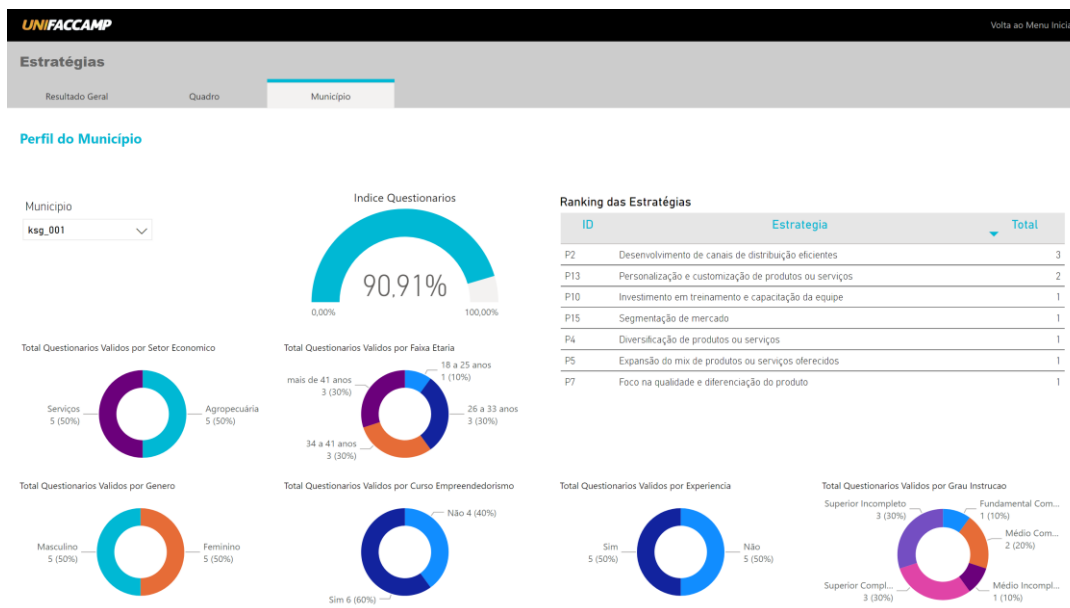 UNIFACCAMP
Volta ao Menu Inicia
Estratégias
Resultado Geral
Quadro
Município
Perfil do Município
Municipio
ksg_001
Indice Questionarios
90,91%
0,00%
100,00%
Ranking das Estratégias
ID Estrategia Total
P2 Desenvolvimento de canais de distribuição eficientes 3
P13 Personalização e customização de produtos ou serviços 2
P10 Investimento em treinamento e capacitação da equipe 1
P15 Segmentação de mercado 1
P4 Diversificação de produtos ou serviços 1
P5 Expansão do mix de produtos ou serviços oferecidos 1
P7 Foco na qualidade e diferenciação do produto 1
Total Questionarios Validos por Setor Economico
Serviços
5 (50%)
Agropecuária
5 (50%)
Total Questionarios Validos por Faixa Etaria
18 a 25 anos
1 (10%)
mais de 41 anos
3 (30%)
26 a 33 anos
3 (30%)
34 a 41 anos
3 (30%)
Total Questionarios Validos por Genero
Masculino
5 (50%)
Feminino
5 (50%)
Total Questionarios Validos por Curso Empreendedorismo
Não 4 (40%)
Sim 6 (60%)
Total Questionarios Validos por Experiencia
Sim
5 (50%)
Não
5 (50%)
Total Questionarios Validos por Grau Instrucao
Superior Incompleto
3 (30%)
Fundamental Com...
1 (10%)
Médio Com...
2 (20%)
Superior Compl...
3 (30%)
Médio Incompl...
1 (10%)